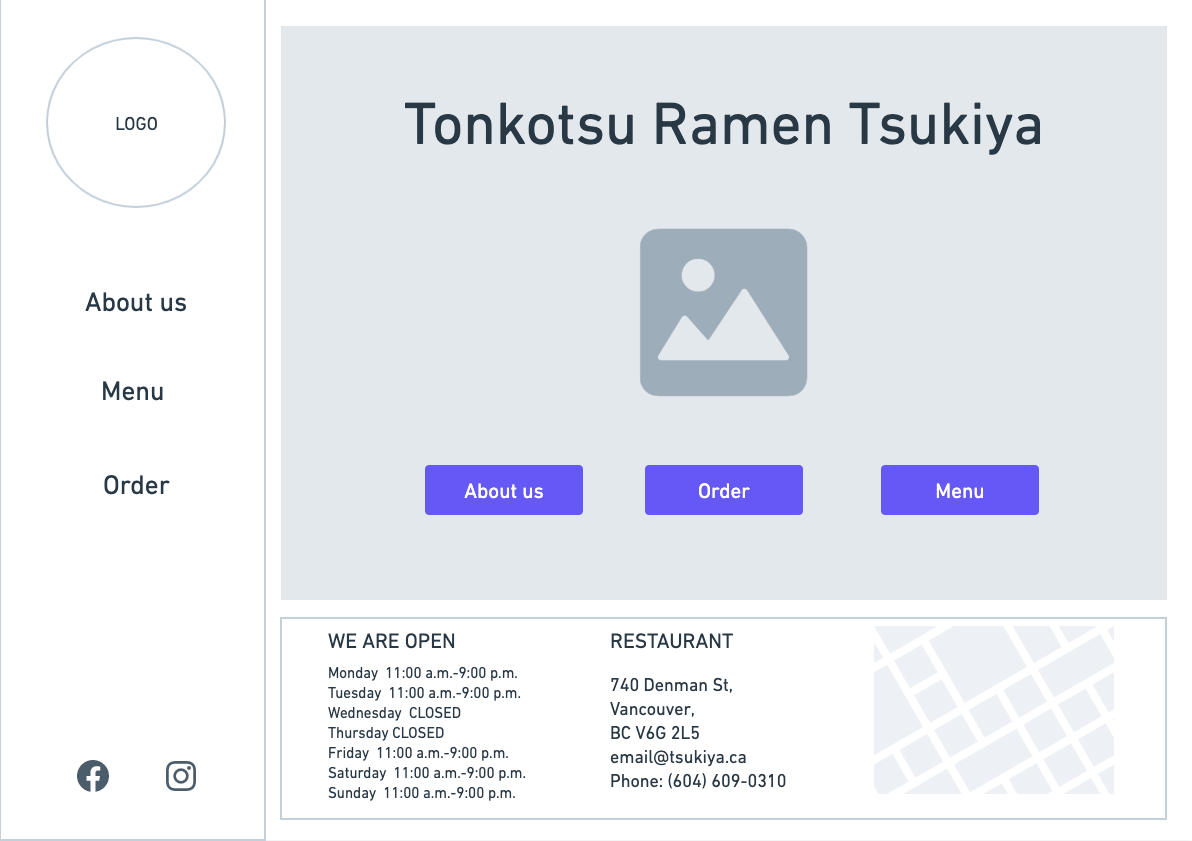 LOGO
About us
Menu
Order
Tonkotsu Ramen Tsukiya
About us
Order
Menu
WE ARE OPEN
Monday  11:00 a.m.-9:00 p.m.
Tuesday  11:00 a.m.-9:00 p.m.
Wednesday  CLOSED
Thursday CLOSED
Friday  11:00 a.m.-9:00 p.m.
Saturday  11:00 a.m.-9:00 p.m.
Sunday  11:00 a.m.-9:00 p.m.
RESTAURANT
740 Denman St,
Vancouver,
BC V6G 2L5
email@tsukiya.ca
Phone: (604) 609-0310